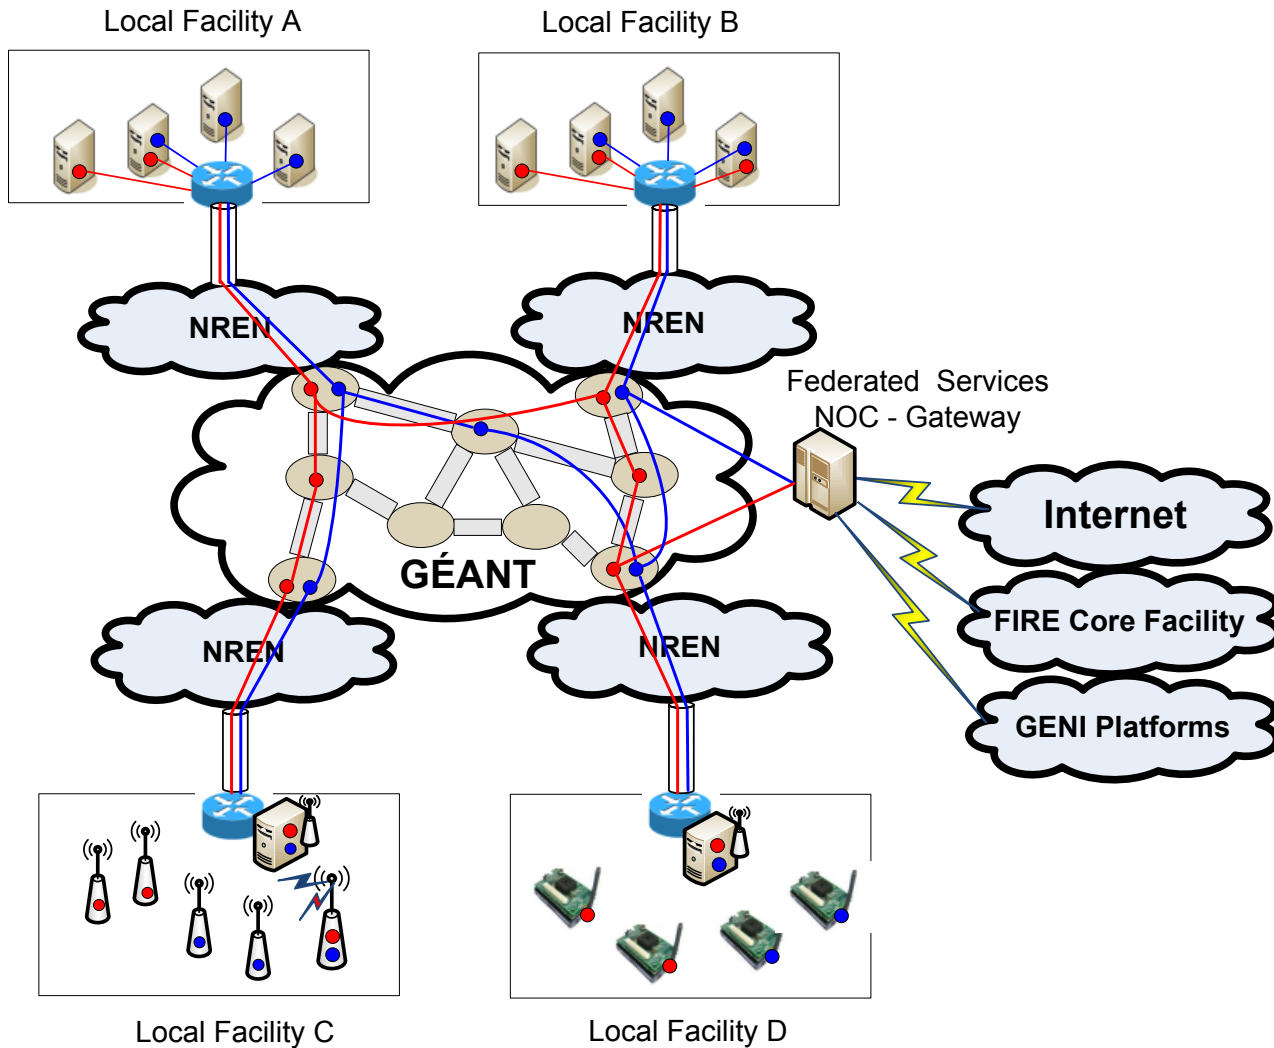 Local Facility A
Local Facility B
NREN
NREN
Federated Services
NOC - Gateway
Internet
GÉANT
FIRE Core Facility
NREN
NREN
GENI Platforms
Local Facility C
Local Facility D